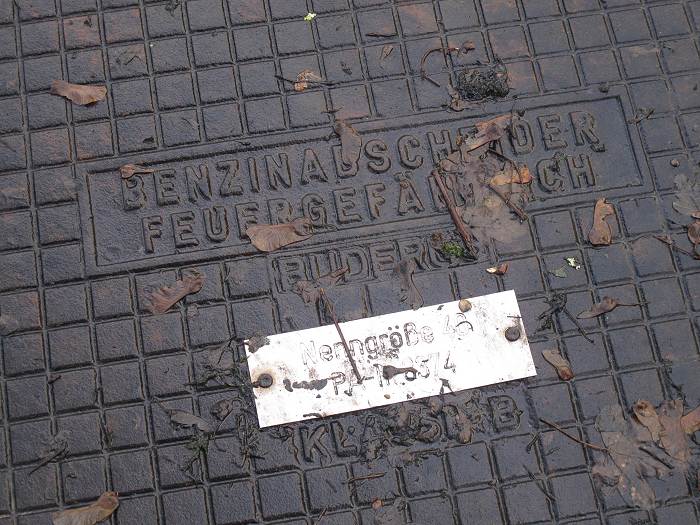 BENZINABSCHEIDER
FEUERGEFÄHRLICH
BUDERUS
Nenngröße
KLASSE B